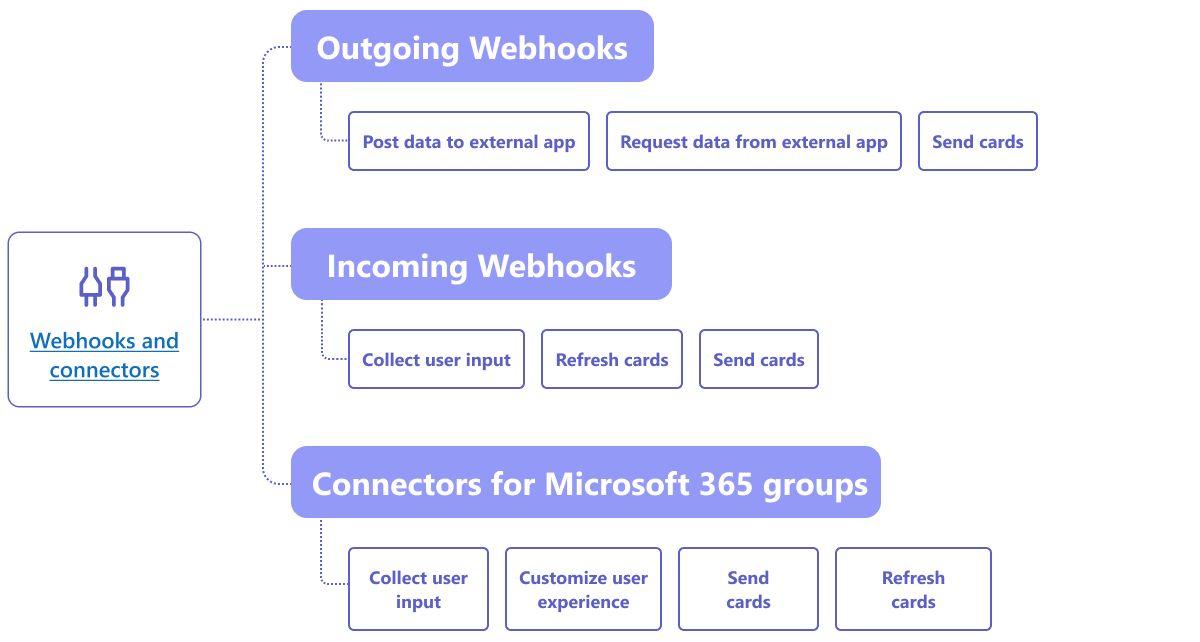 Outgoing Webhooks
Post data to external app
Request data from external app
Send cards
Webhooks and
connectors
Incoming Webhooks
Collect user input
Refresh cards
Send cards
Connectors for Microsoft 365 groups
Collect user
input
Customize user
experience
Send
cards
Refresh
cards